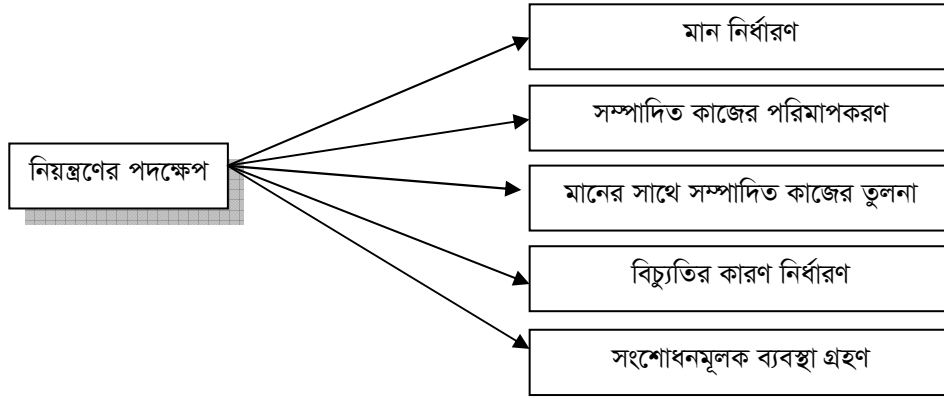 নিয়ন্ত্রণের পদক্ষেপ
মান নির্ধারণ
সম্পাদিত কাজের পরিমাপকরণ
মানের সাথে সম্পাদিত কাজের তুলনা
বিচ্যুতির কারণ নির্ধারণ
সংশোধনমূলক ব্যবস্থা গ্রহণ